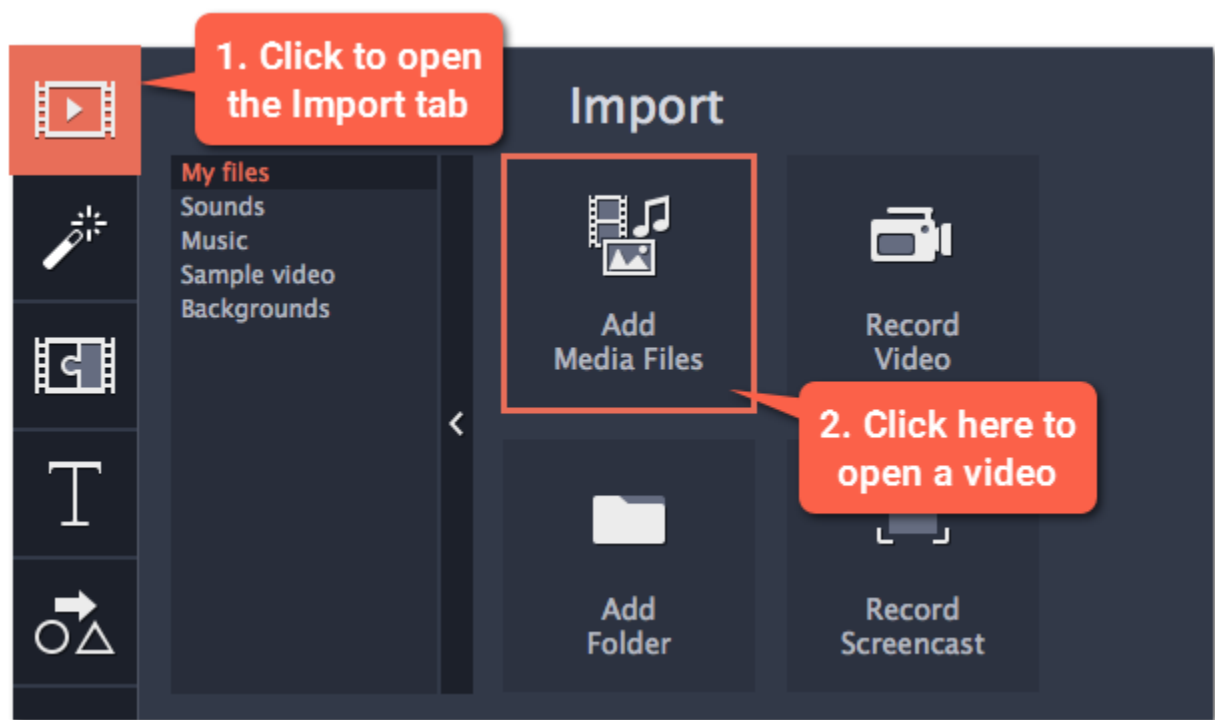 1. Click to open
the Import tab
Import
My files
Sounds
Music
Sample video
Backgrounds
Add
Media Files
Record
Video
2. Click here to
open a video
Add
Folder
Record
Screencast